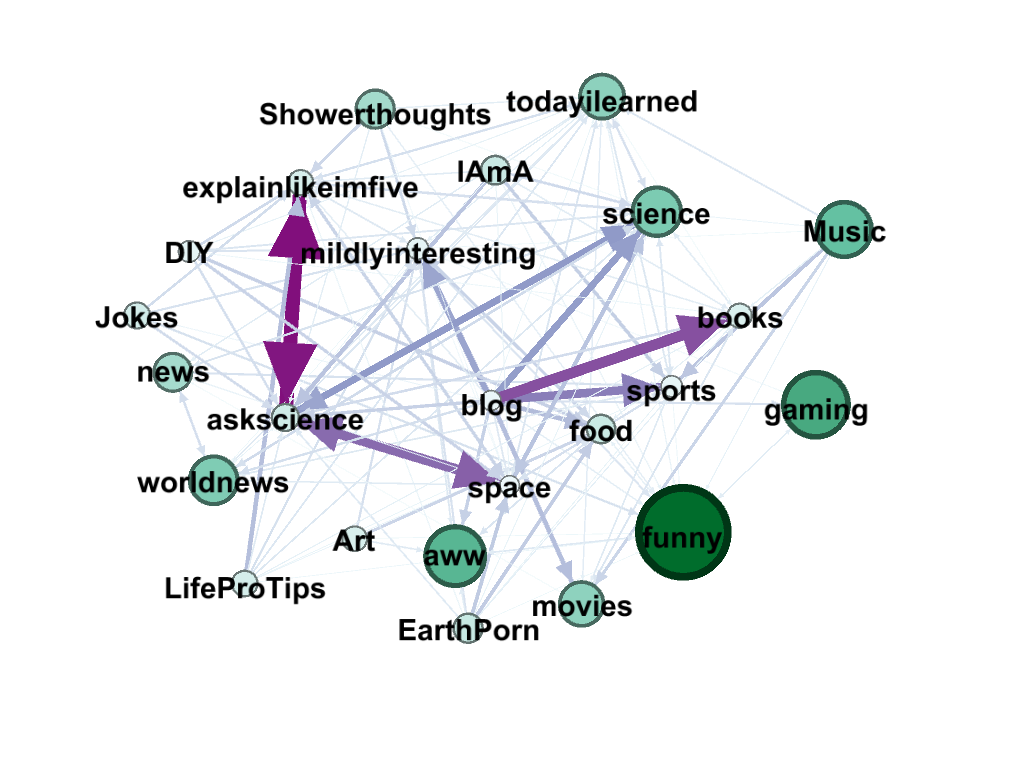 todayilearned
Showerthoughts
IAmA
explainlikeimfive
science
Music
DIY
mildlyinteresting
Jokes
books
news
sports
blog
gaming
askscience
food
worldnews
space
funny
Art
aww
LifeProTips
movies
EarthPorn